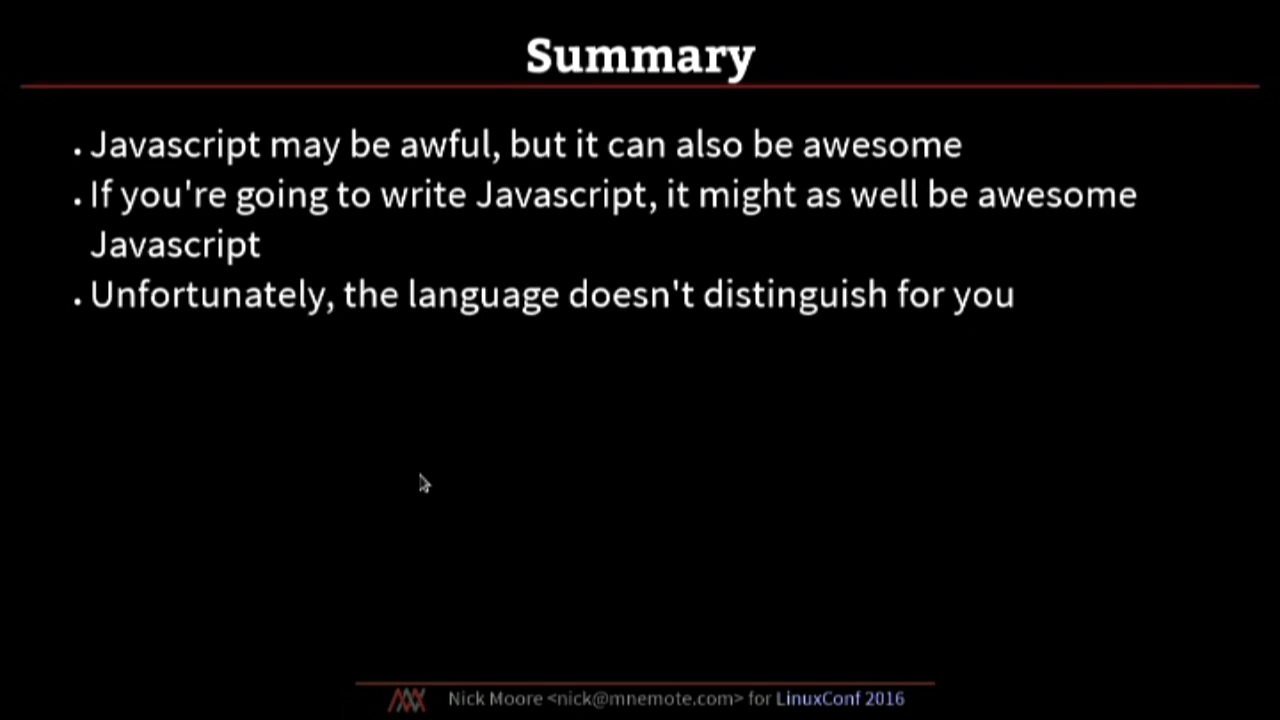 Summary
• Javascript may be awful, but it can also be awesome
• If you're going to write Javascript, it might as well be awesome
Javascript
• Unfortunately, the language doesn't distinguish for you
Nick Moore <nick@mnemote.com> for LinuxConf 2016